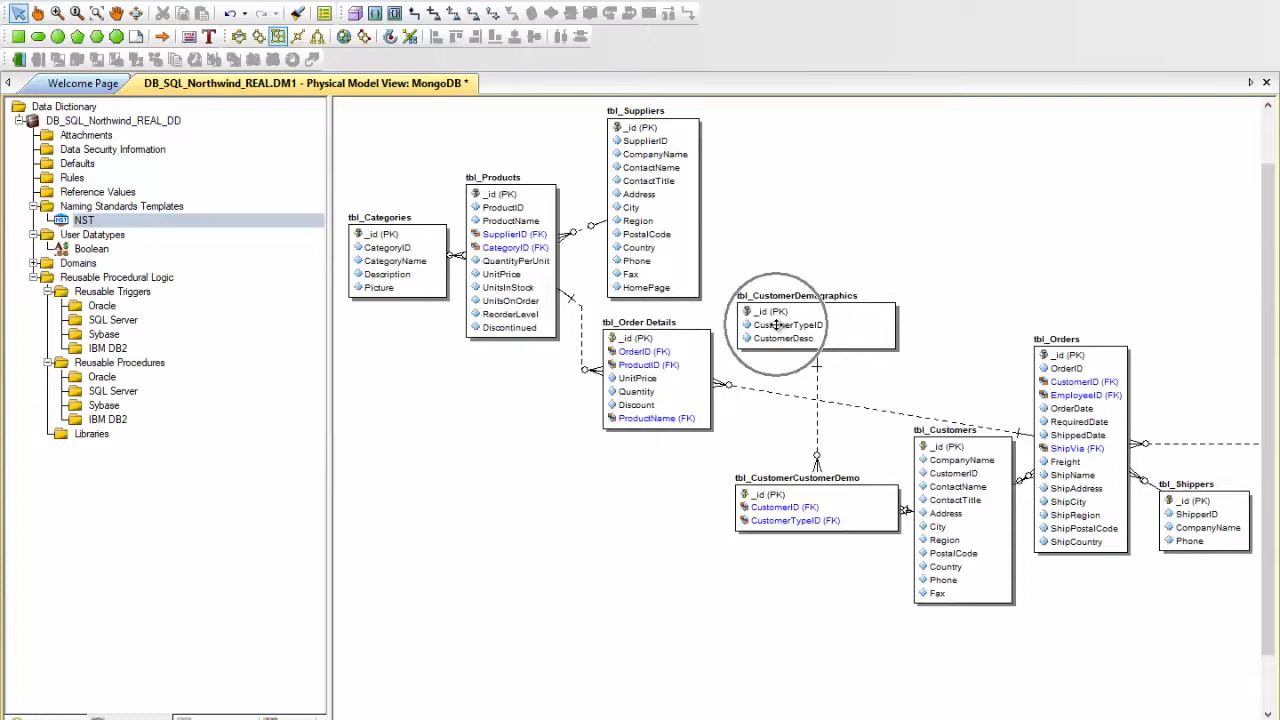 Welcome Page
DB_SQL_Northwind_REAL.DM1 - Physical Model View: MongoDB *
Data Dictionary
DB_SQL_Northwind_REAL_DD
Attachments
Data Security Information
Defaults
Rules
Reference Values
Naming Standards Templates
NST
User Datatypes
Boolean
Domains
Reusable Procedural Logic
Reusable Triggers
Oracle
SQL Server
Sybase
IBM DB2
Reusable Procedures
Oracle
SQL Server
Sybase
IBM DB2
Libraries
tbl_Categories
_id (PK)
CategoryID
CategoryName
Description
Picture
tbl_Products
_id (PK)
ProductID
ProductName
SupplierID (FK)
CategoryID (FK)
QuantityPerUnit
UnitPrice
UnitsInStock
UnitsOnOrder
ReorderLevel
Discontinued
tbl_Suppliers
_id (PK)
SupplierID
CompanyName
ContactName
ContactTitle
Address
City
Region
PostalCode
Country
Phone
Fax
HomePage
tbl_Order Details
_id (PK)
OrderID (FK)
ProductID (FK)
UnitPrice
Quantity
Discount
ProductName (FK)
tbl_CustomerDemographics
_id (PK)
CustomerTypeID
CustomerDesc
tbl_CustomerCustomerDemo
_id (PK)
CustomerID (FK)
CustomerTypeID (FK)
tbl_Customers
_id (PK)
CompanyName
CustomerID
ContactName
ContactTitle
Address
City
Region
PostalCode
Country
Phone
Fax
tbl_Orders
_id (PK)
OrderID
CustomerID (FK)
EmployeeID (FK)
OrderDate
RequiredDate
ShippedDate
ShipVia (FK)
Freight
ShipName
ShipAddress
ShipCity
ShipRegion
ShipPostalCode
ShipCountry
tbl_Shippers
_id (PK)
ShipperID
CompanyName
Phone